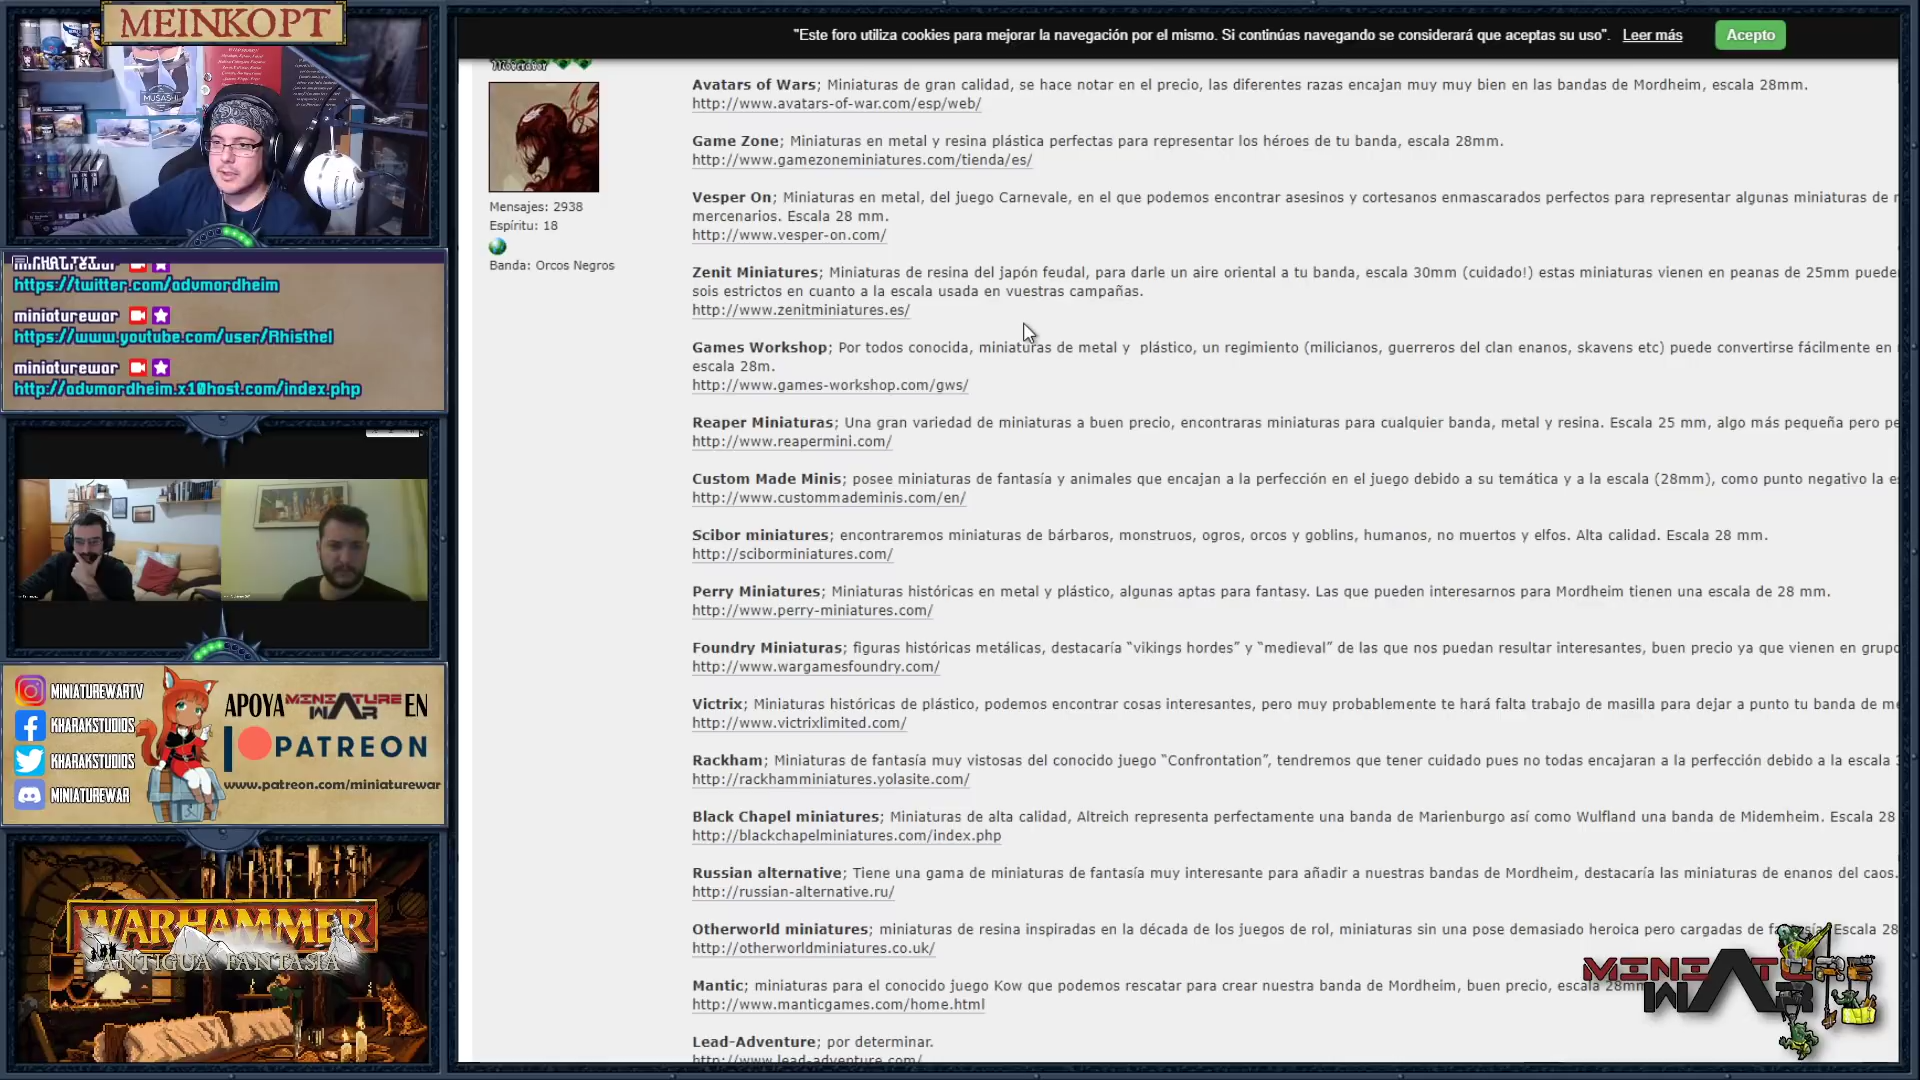 MEINKOPT
MUSASHI
CHAT.TXT
miniaturewar
https://twitter.com/advmordheim
miniaturewar
https://www.youtube.com/user/Rhisthel
miniaturewar
http://advmordheim.x10host.com/index.php
MINIATUREWARTV
KHARAKSTUDIOS
KHARAKSTUDIOS
MINIATUREWAR
APOYA MINIATURE WAR EN
PATREON
www.patreon.com/miniaturewar
WARHAMMER
ANTIGUA FANTASIA
"Este foro utiliza cookies para mejorar la navegación por el mismo. Si continúas navegando se considerará que aceptas su uso". Leer más Acepto
Moderador
Mensajes: 2938
Espíritu: 18
Banda: Orcos Negros
Avatars of Wars; Miniaturas de gran calidad, se hace notar en el precio, las diferentes razas encajan muy muy bien en las bandas de Mordheim, escala 28mm.
http://www.avatars-of-war.com/esp/web/
Game Zone; Miniaturas en metal y resina plástica perfectas para representar los héroes de tu banda, escala 28mm.
http://www.gamezoneminiatures.com/tienda/es/
Vesper On; Miniaturas en metal, del juego Carnevale, en el que podemos encontrar asesinos y cortesanos enmascarados perfectos para representar algunas miniaturas de
mercenarios. Escala 28 mm.
http://www.vesper-on.com/
Zenit Miniatures; Miniaturas de resina del japón feudal, para darle un aire oriental a tu banda, escala 30mm (cuidado!) estas miniaturas vienen en peanas de 25mm puede
sois estrictos en cuanto a la escala usada en vuestras campañas.
http://www.zenitminiatures.es/
Games Workshop; Por todos conocida, miniaturas de metal y plástico, un regimiento (milicianos, guerreros del clan enanos, skavens etc) puede convertirse fácilmente en
escala 28m.
http://www.games-workshop.com/gws/
Reaper Miniaturas; Una gran variedad de miniaturas a buen precio, encontraras miniaturas para cualquier banda, metal y resina. Escala 25 mm, algo más pequeña pero pe
http://www.reapermini.com/
Custom Made Minis; posee miniaturas de fantasía y animales que encajan a la perfección en el juego debido a su temática y a la escala (28mm), como punto negativo la e
http://www.custommademinis.com/en/
Scibor miniatures; encontraremos miniaturas de bárbaros, monstruos, ogros, orcos y goblins, humanos, no muertos y elfos. Alta calidad. Escala 28 mm.
http://sciborminiatures.com/
Perry Miniatures; Miniaturas históricas en metal y plástico, algunas aptas para fantasy. Las que pueden interesarnos para Mordheim tienen una escala de 28 mm.
http://www.perry-miniatures.com/
Foundry Miniaturas; figuras históricas metálicas, destacaría “vikings hordes” y “medieval” de las que nos puedan resultar interesantes, buen precio ya que vienen en grupo
http://www.wargamesfoundry.com/
Victrix; Miniaturas históricas de plástico, podemos encontrar cosas interesantes, pero muy probablemente te hará falta trabajo de masilla para dejar a punto tu banda de me
http://www.victrixlimited.com/
Rackham; Miniaturas de fantasía muy vistosas del conocido juego “Confrontation”, tendremos que tener cuidado pues no todas encajaran a la perfección debido a la escala
http://rackhamminiatures.yolasite.com/
Black Chapel miniatures; Miniaturas de alta calidad, Altreich representa perfectamente una banda de Marienburgo así como Wulfland una banda de Midemheim. Escala 28
http://blackchapelminiatures.com/index.php
Russian alternative; Tiene una gama de miniaturas de fantasía muy interesante para añadir a nuestras bandas de Mordheim, destacaría las miniaturas de enanos del caos.
http://russian-alternative.ru/
Otherworld miniatures; miniaturas de resina inspiradas en la década de los juegos de rol, miniaturas sin una pose demasiado heroica pero cargadas de fantasía. Escala 28
http://otherworldminiatures.co.uk/
Mantic; miniaturas para el conocido juego Kow que podemos rescatar para crear nuestra banda de Mordheim, buen precio, escala 28mm
http://www.manticgames.com/home.html
Lead-Adventure; por determinar.
http://www.lead-adventure.com/
MINIATURE
WAR